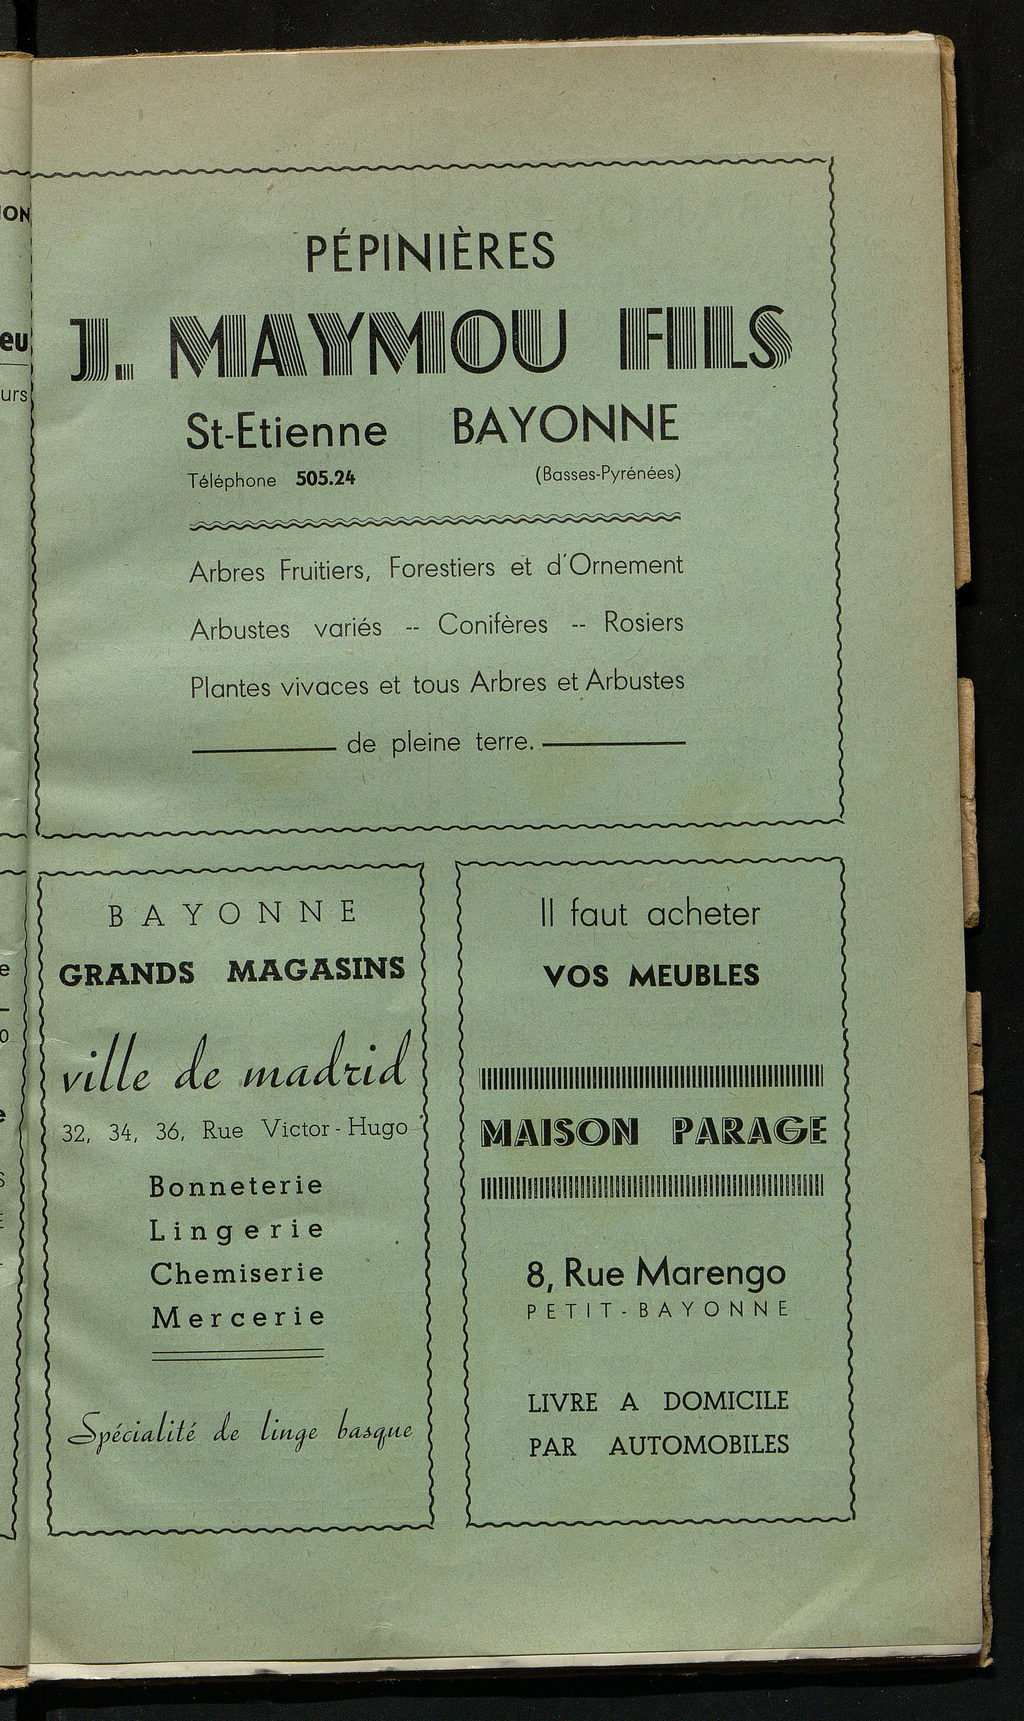 PÉPINIÈRES
J. MAYMOU FILS
St-Etienne BAYONNE
Téléphone 505.24 (Basses-Pyrénées)
Arbres Fruitiers, Forestiers et d'Ornement
Arbustes variés -- Conifères -- Rosiers
Plantes vivaces et tous Arbres et Arbustes
de pleine terre.
BAYONNE
GRANDS MAGASINS
ville de madrid
32, 34, 36, Rue Victor-Hugo
Bonneterie
Lingerie
Chemiserie
Mercerie
Spécialité de linge basque
Il faut acheter
VOS MEUBLES
MAISON PARAGE
8, Rue Marengo
PETIT-BAYONNE
LIVRE A DOMICILE
PAR AUTOMOBILES